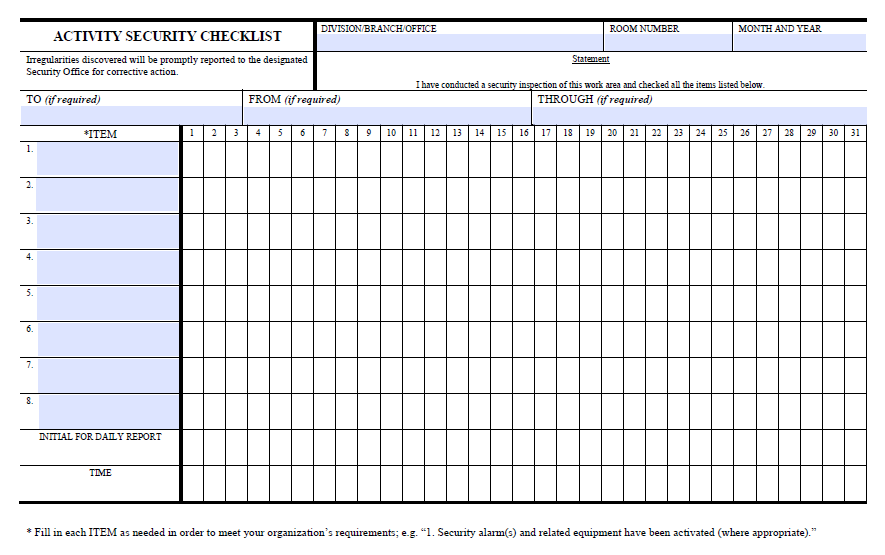 ACTIVITY SECURITY CHECKLIST
DIVISION/BRANCH/OFFICE
ROOM NUMBER
MONTH AND YEAR
Irregularities discovered will be promptly reported to the designated
Security Office for corrective action.
Statement
I have conducted a security inspection of this work area and checked all the items listed below.
TO (if required)
FROM (if required)
THROUGH (if required)
*ITEM 1 2 3 4 5 6 7 8 9 10 11 12 13 14 15 16 17 18 19 20 21 22 23 24 25 26 27 28 29 30 31
1.
2.
3.
4.
5.
6.
7.
8.
INITIAL FOR DAILY REPORT
TIME
* Fill in each ITEM as needed in order to meet your organization’s requirements; e.g. “1. Security alarm(s) and related equipment have been activated (where appropriate).”